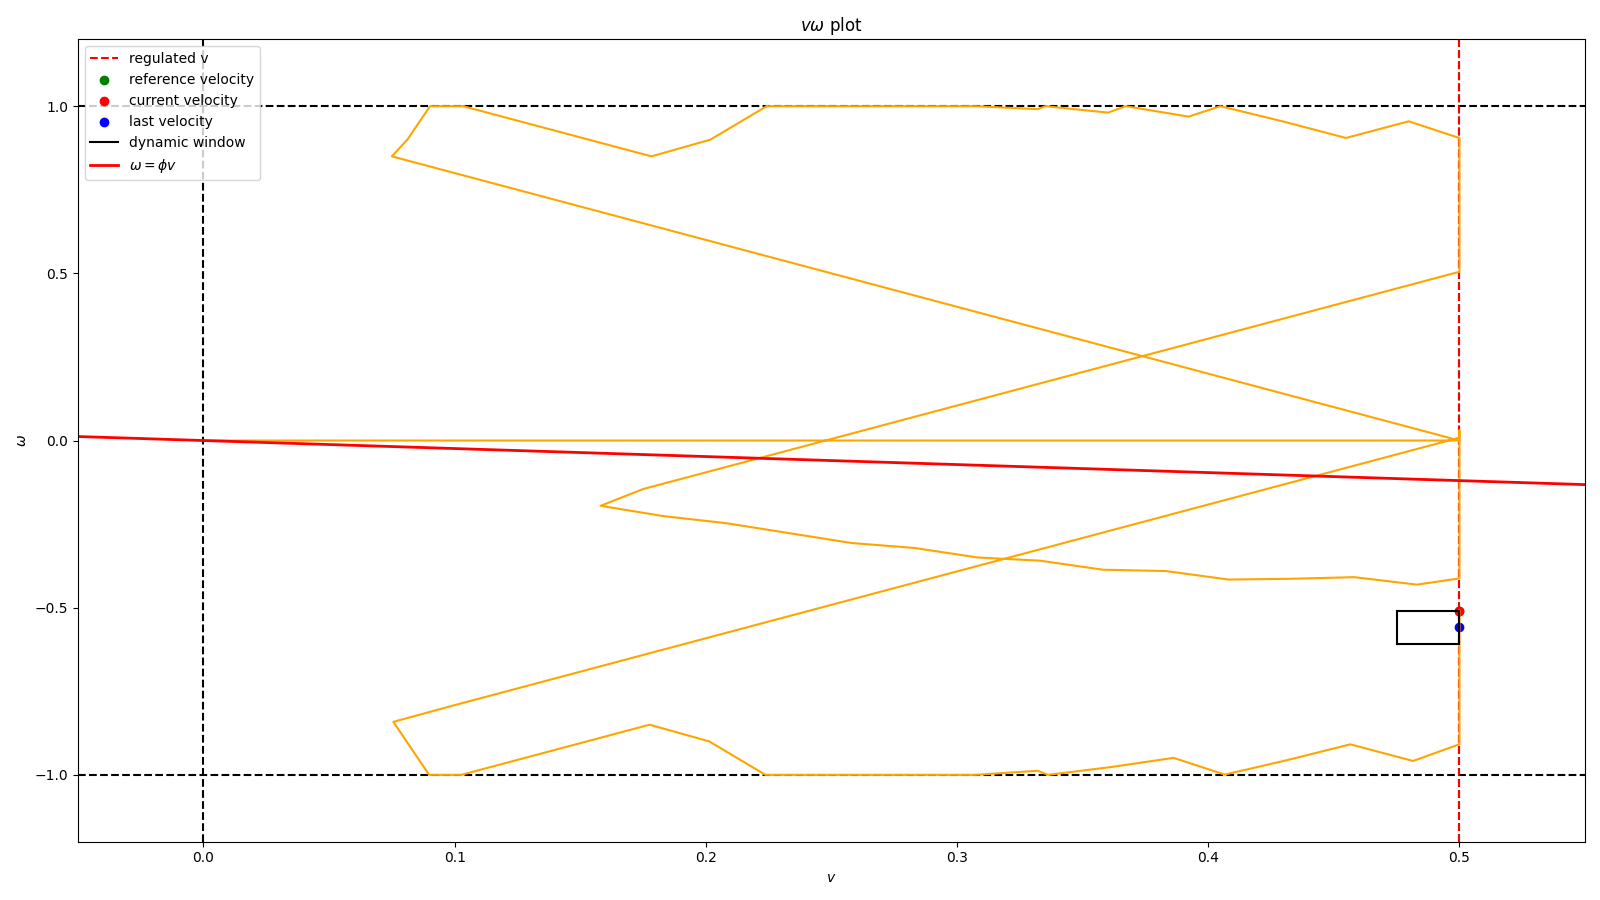 vω plot
regulated v
reference velocity
current velocity
last velocity
dynamic window
ω = ϕv
1.0
0.5
0.0
−0.5
−1.0
ω
0.0 0.1 0.2 0.3 0.4 0.5
v